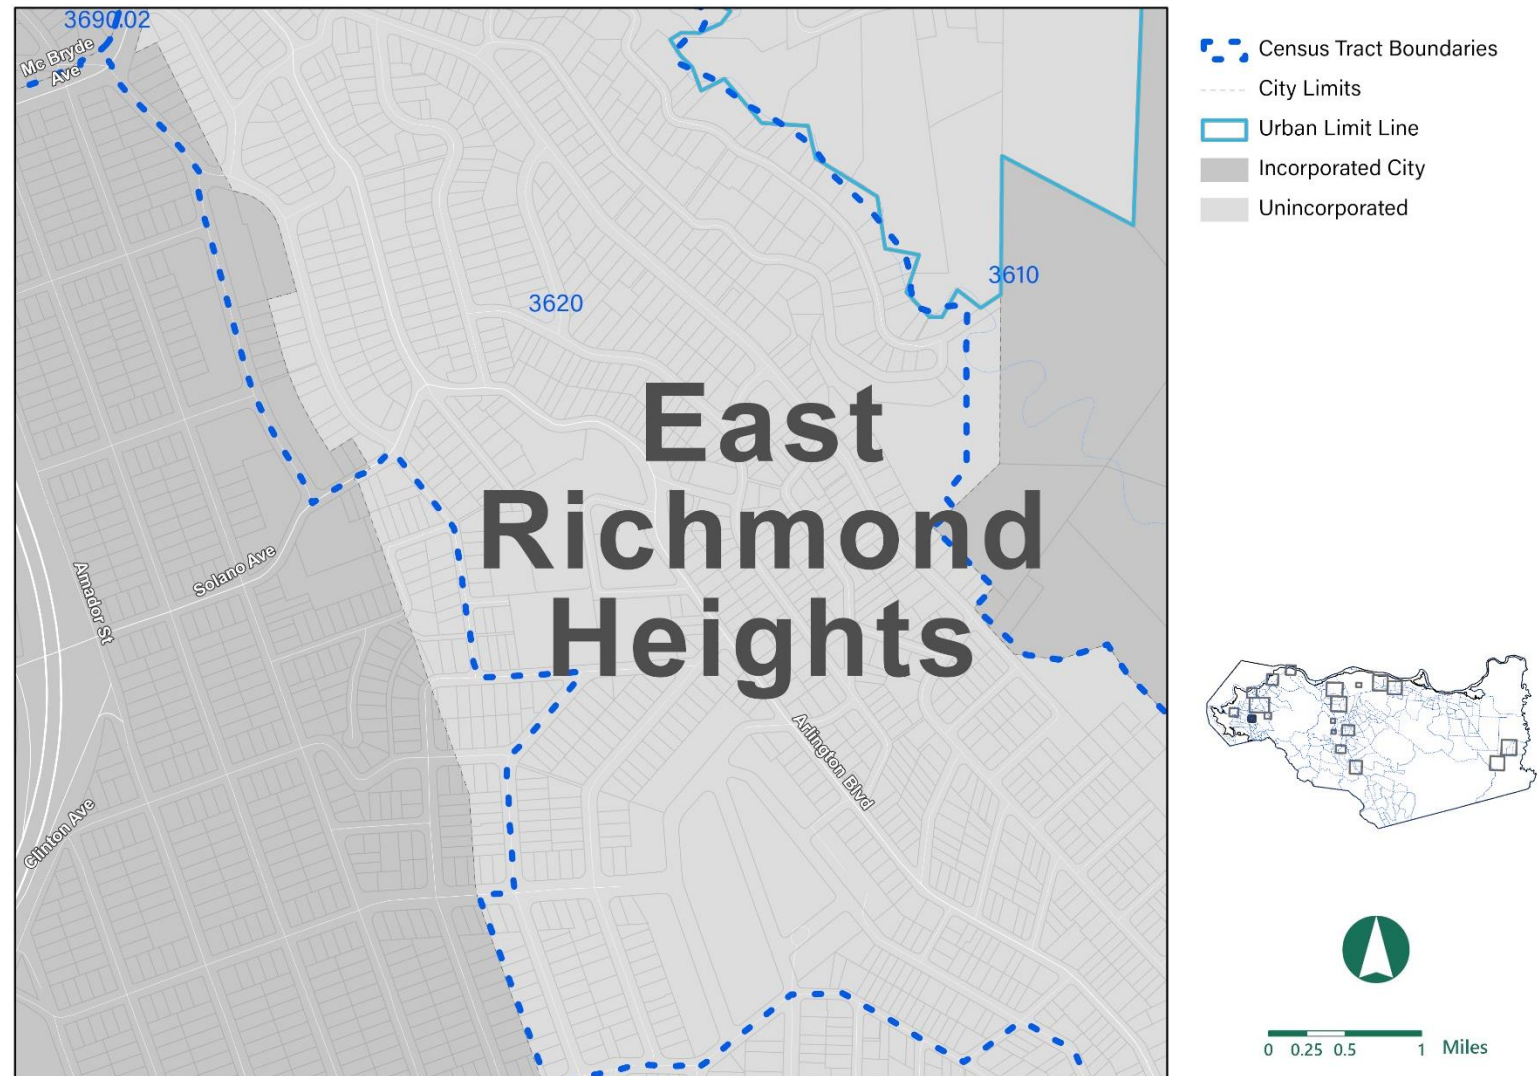 3690.02
Mc Bryde
Ave
3620
3610
East
Richmond
Heights
Solano Ave
Amador St
Arlington Blvd
Clinton Ave
Census Tract Boundaries
City Limits
Urban Limit Line
Incorporated City
Unincorporated
0 0.25 0.5 1 Miles